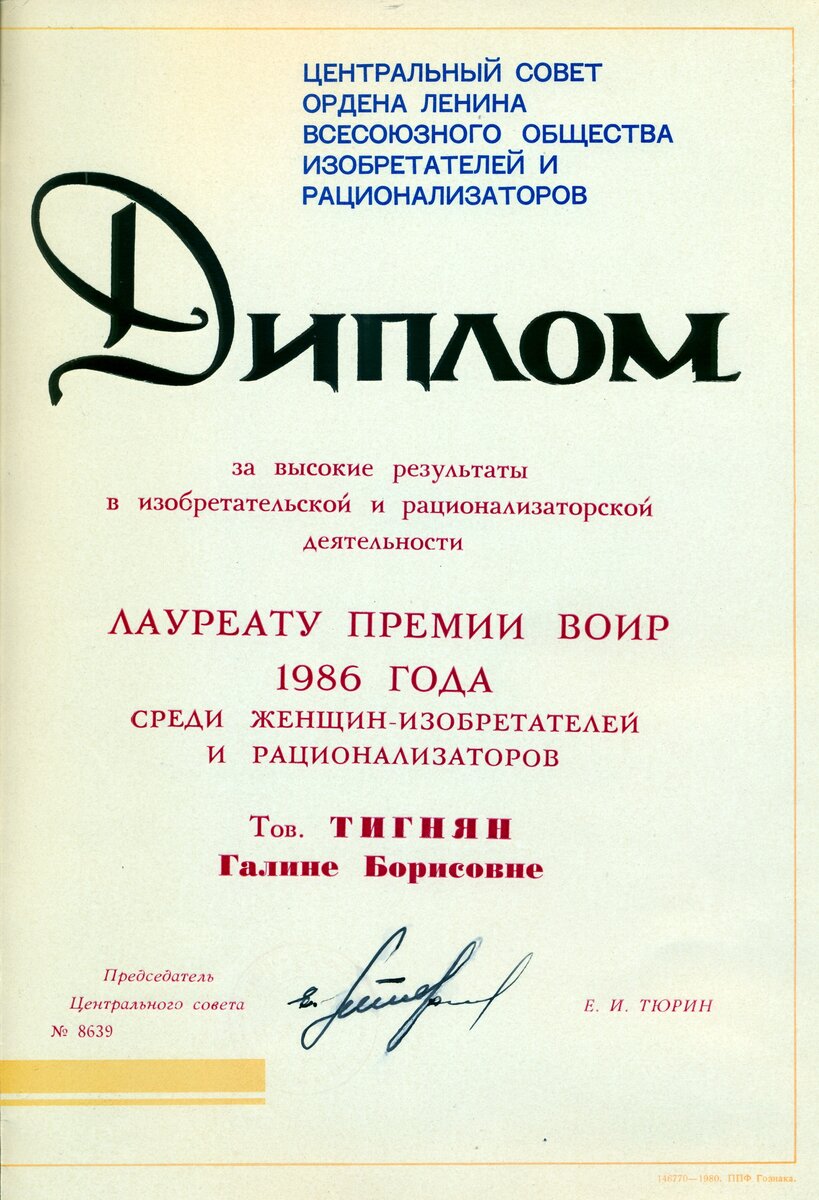 ЦЕНТРАЛЬНЫЙ СОВЕТ
ОРДЕНА ЛЕНИНА
ВСЕСОЮЗНОГО ОБЩЕСТВА
ИЗОБРЕТАТЕЛЕЙ И
РАЦИОНАЛИЗАТОРОВ
Диплом
за высокие результаты
в изобретательской и рационализаторской
деятельности
ЛАУРЕАТУ ПРЕМИИ ВОИР
1986 ГОДА
СРЕДИ ЖЕНЩИН-ИЗОБРЕТАТЕЛЕЙ
И РАЦИОНАЛИЗАТОРОВ
Тов. ТИГНЯН
Галине Борисовне
Председатель
Центрального совета
Е. И. ТЮРИН
№ 8639
146770—1980. ППФ Гознака.